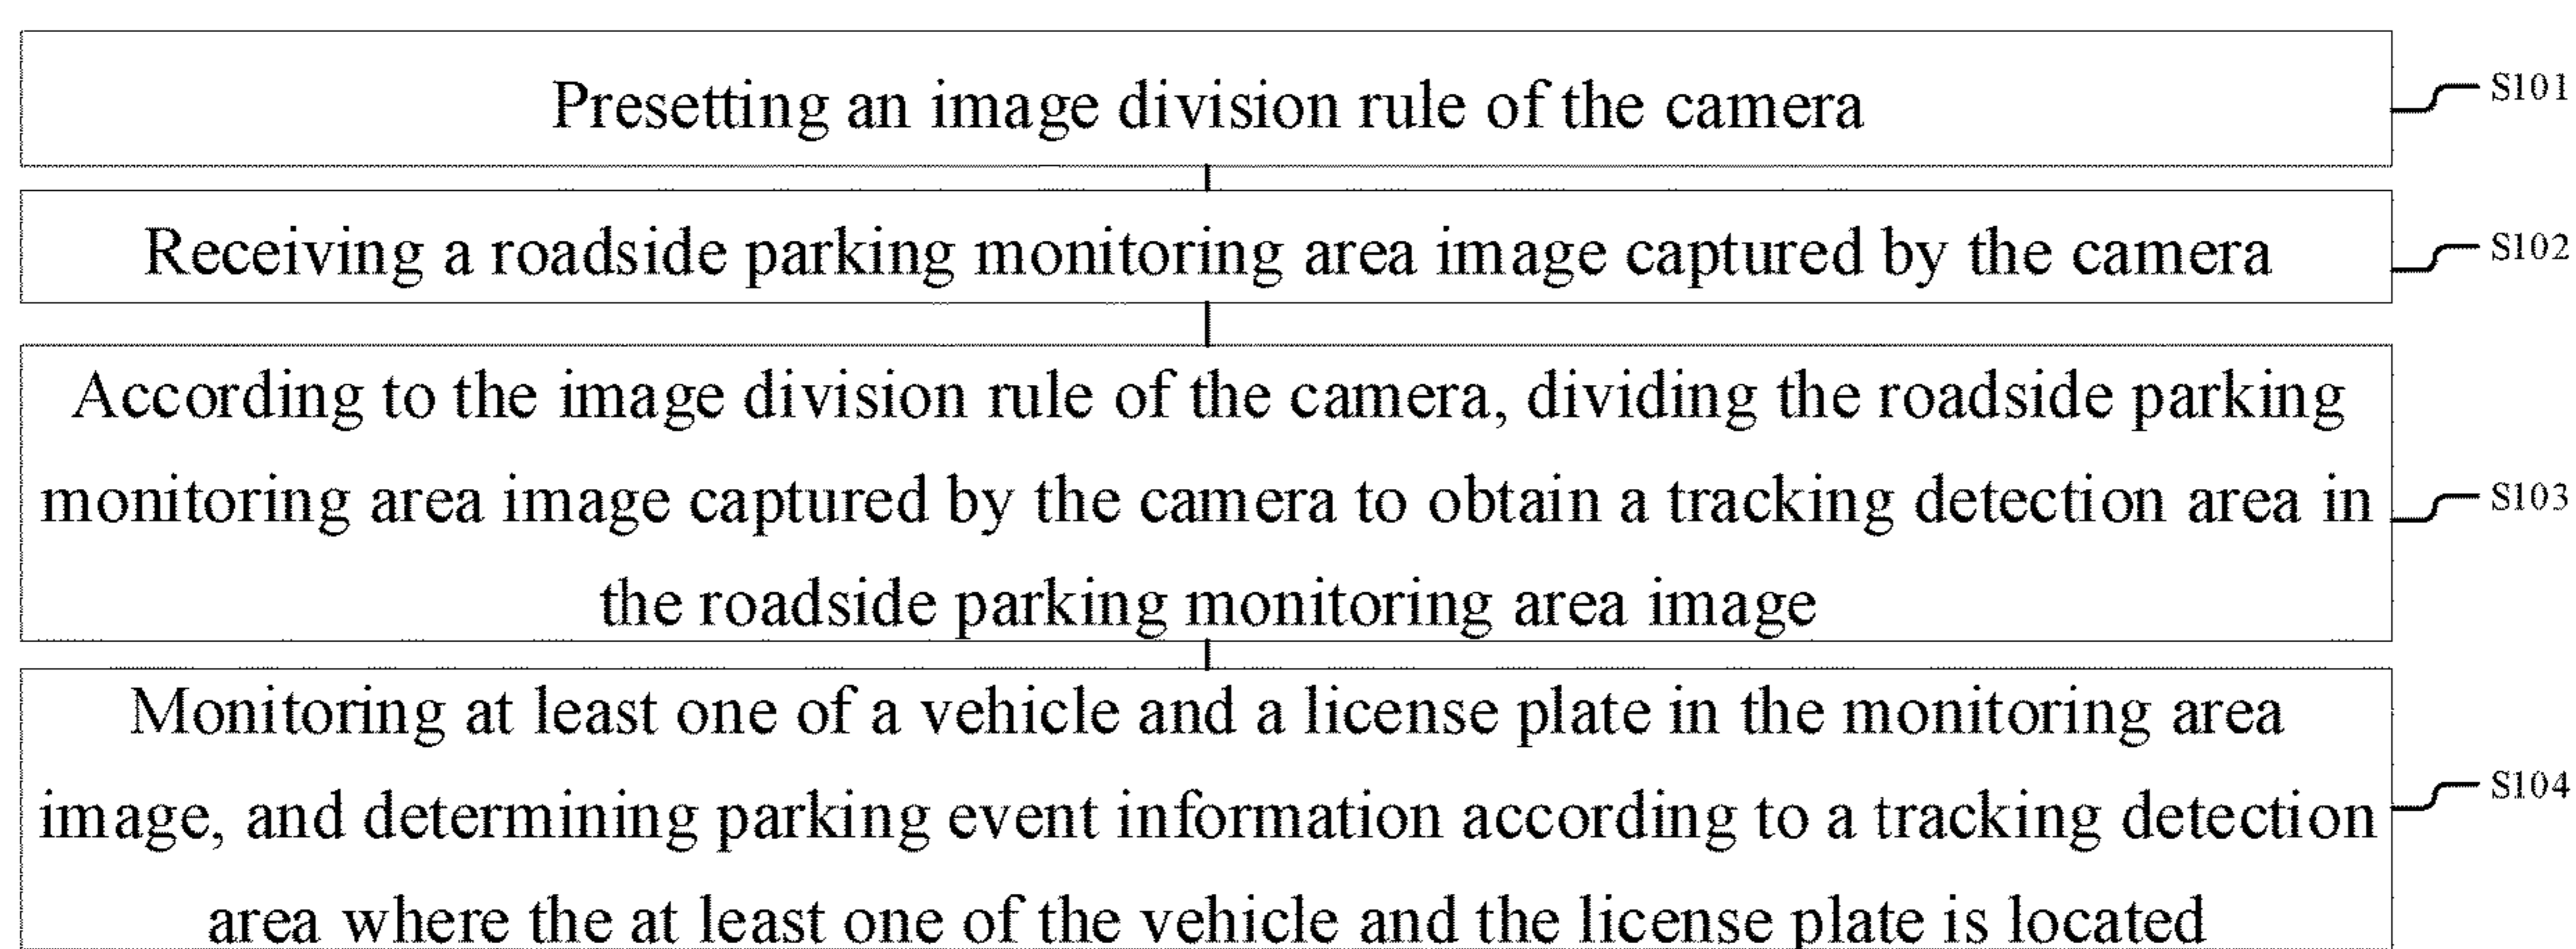 Presetting an image division rule of the camera
S101
Receiving a roadside parking monitoring area image captured by the camera
S102
According to the image division rule of the camera, dividing the roadside parking
monitoring area image captured by the camera to obtain a tracking detection area in
the roadside parking monitoring area image
S103
Monitoring at least one of a vehicle and a license plate in the monitoring area
image, and determining parking event information according to a tracking detection
area where the at least one of the vehicle and the license plate is located
S104